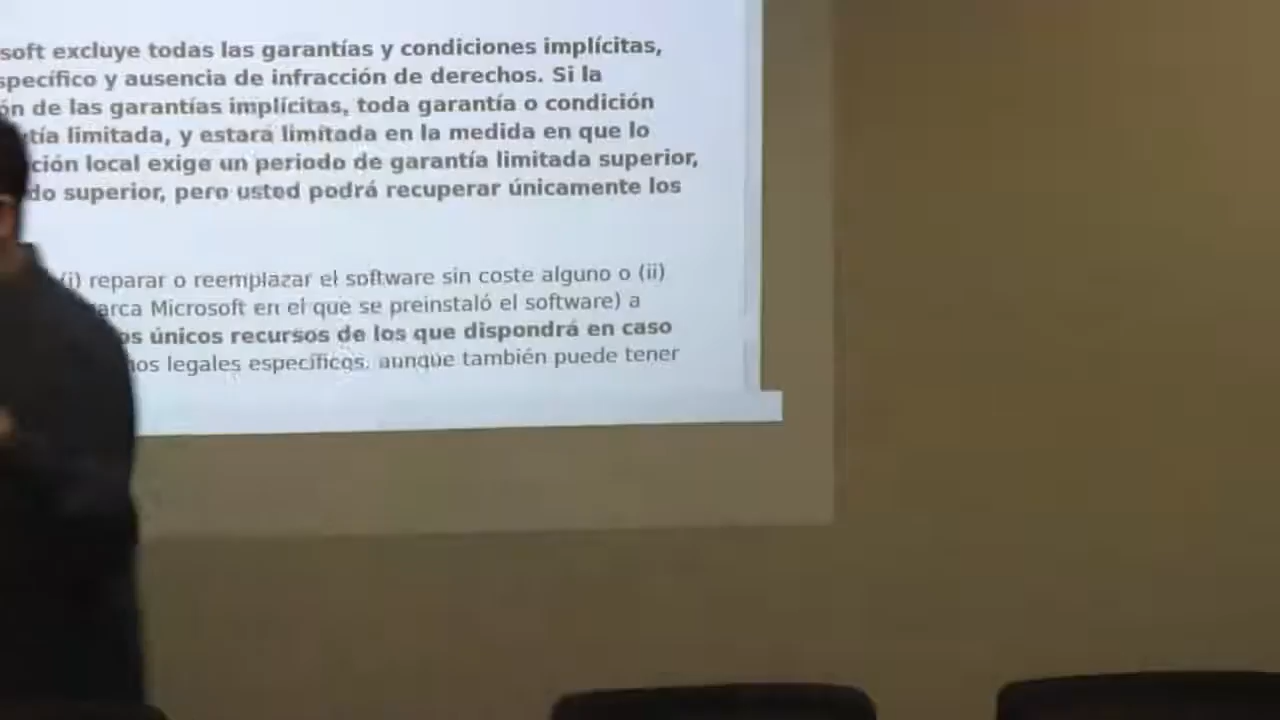 soft excluye todas las garantías y condiciones implícitas,
specífico y ausencia de infracción de derechos. Si la
ón de las garantías implícitas, toda garantía o condición
tía limitada, y estará limitada en la medida en que lo
ción local exige un periodo de garantía limitada superior,
do superior, pero usted podrá recuperar únicamente los
(i) reparar o reemplazar el software sin coste alguno o (ii)
arca Microsoft en el que se preinstaló el software) a
os únicos recursos de los que dispondrá en caso
hos legales específicos, aunque también puede tener